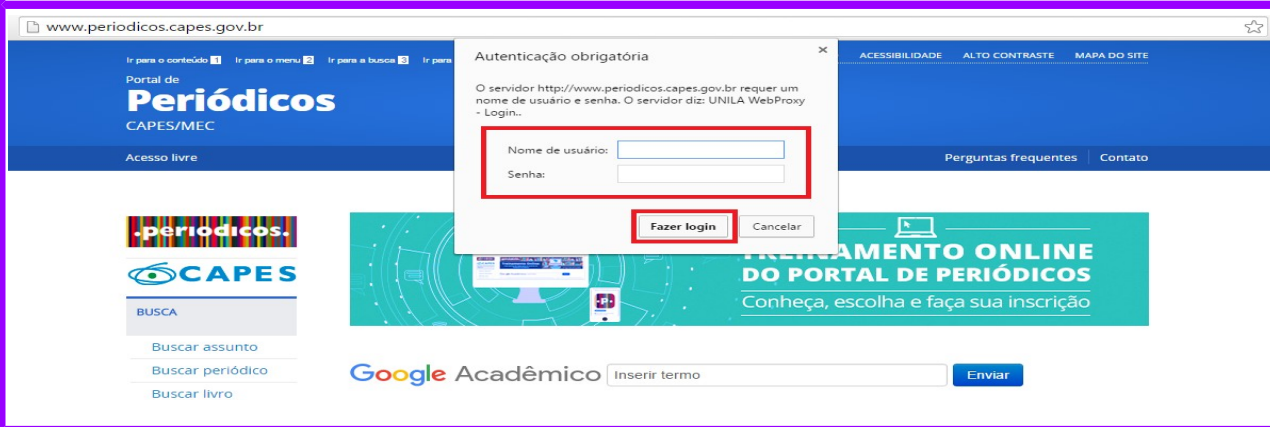 www.periodicos.capes.gov.br
Ir para o conteúdo 1 Ir para o menu 2 Ir para a busca 3 Ir para
ACESSIBILIDADE ALTO CONTRASTE MAPA DO SITE
Portal de
Periódicos
CAPES/MEC
Acesso livre
Perguntas frequentes Contato
Autenticação obrigatória
O servidor http://www.periodicos.capes.gov.br requer um
nome de usuário e senha. O servidor diz: UNILA WebProxy
- Login..
Nome de usuário:
Senha:
Fazer login Cancelar
.periodicos.
CAPES
BUSCA
Buscar assunto
Buscar periódico
Buscar livro
TREINAMENTO ONLINE
DO PORTAL DE PERIÓDICOS
Conheça, escolha e faça sua inscrição
.P.
Google Acadêmico Inserir termo Enviar